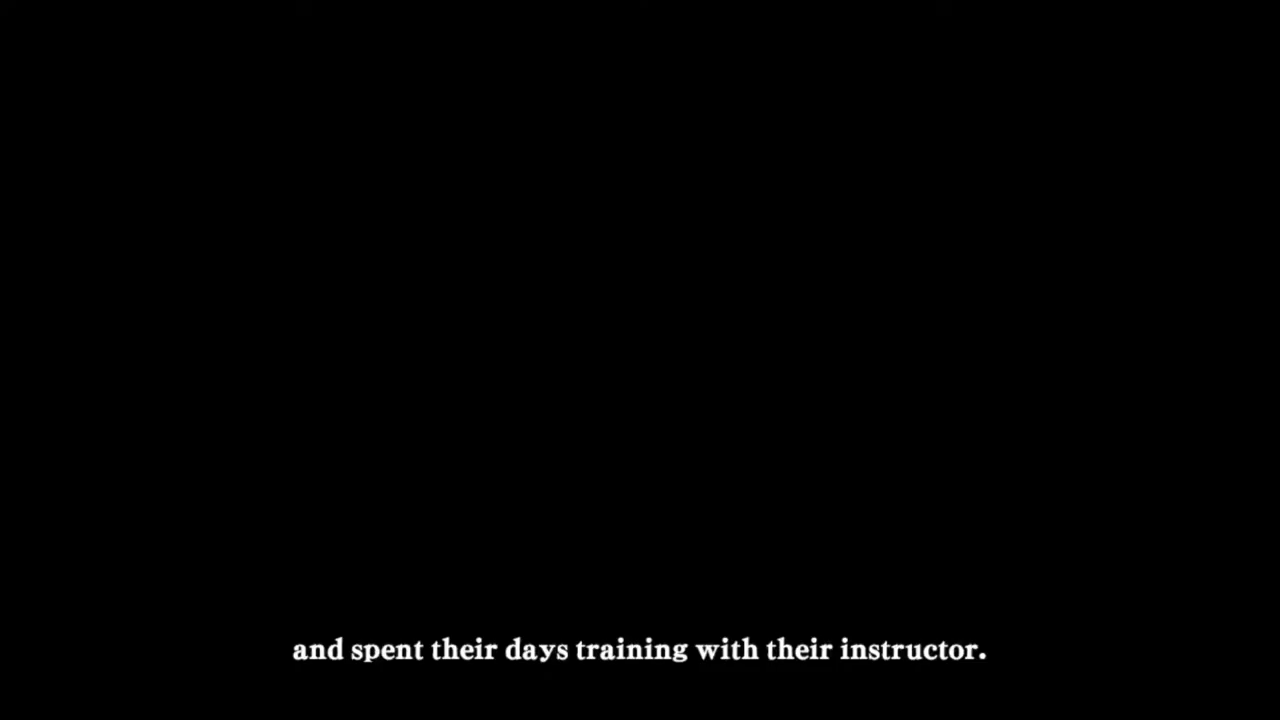 and spent their days training with their instructor.